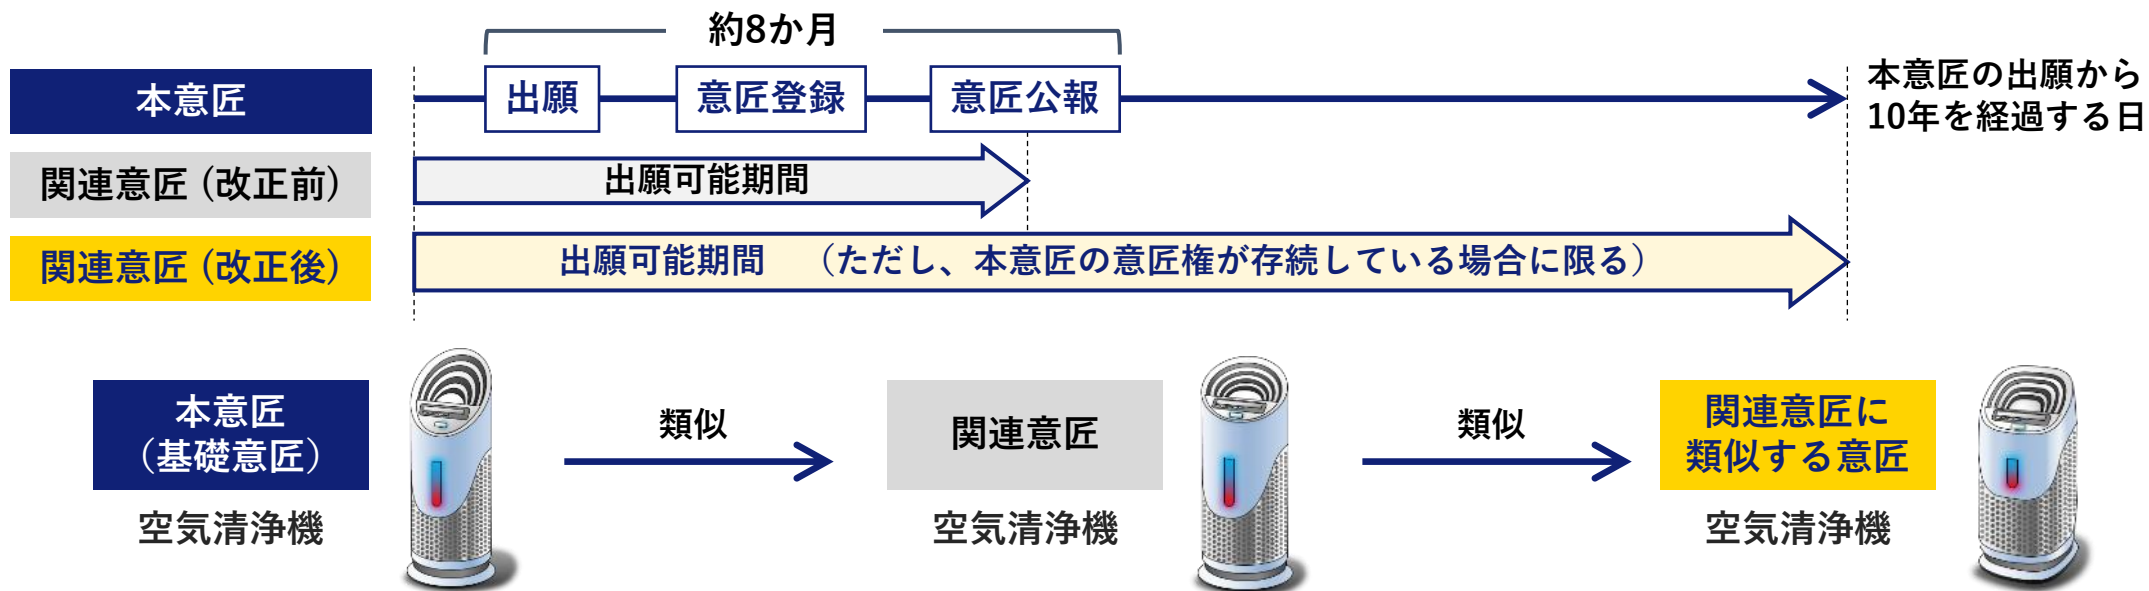 約8か月
本意匠
出願
意匠登録
意匠公報
本意匠の出願から
10年を経過する日
関連意匠 (改正前)
出願可能期間
関連意匠 (改正後)
出願可能期間　（ただし、本意匠の意匠権が存続している場合に限る）
本意匠
（基礎意匠）
空気清浄機
類似
関連意匠
空気清浄機
類似
関連意匠に
類似する意匠
空気清浄機